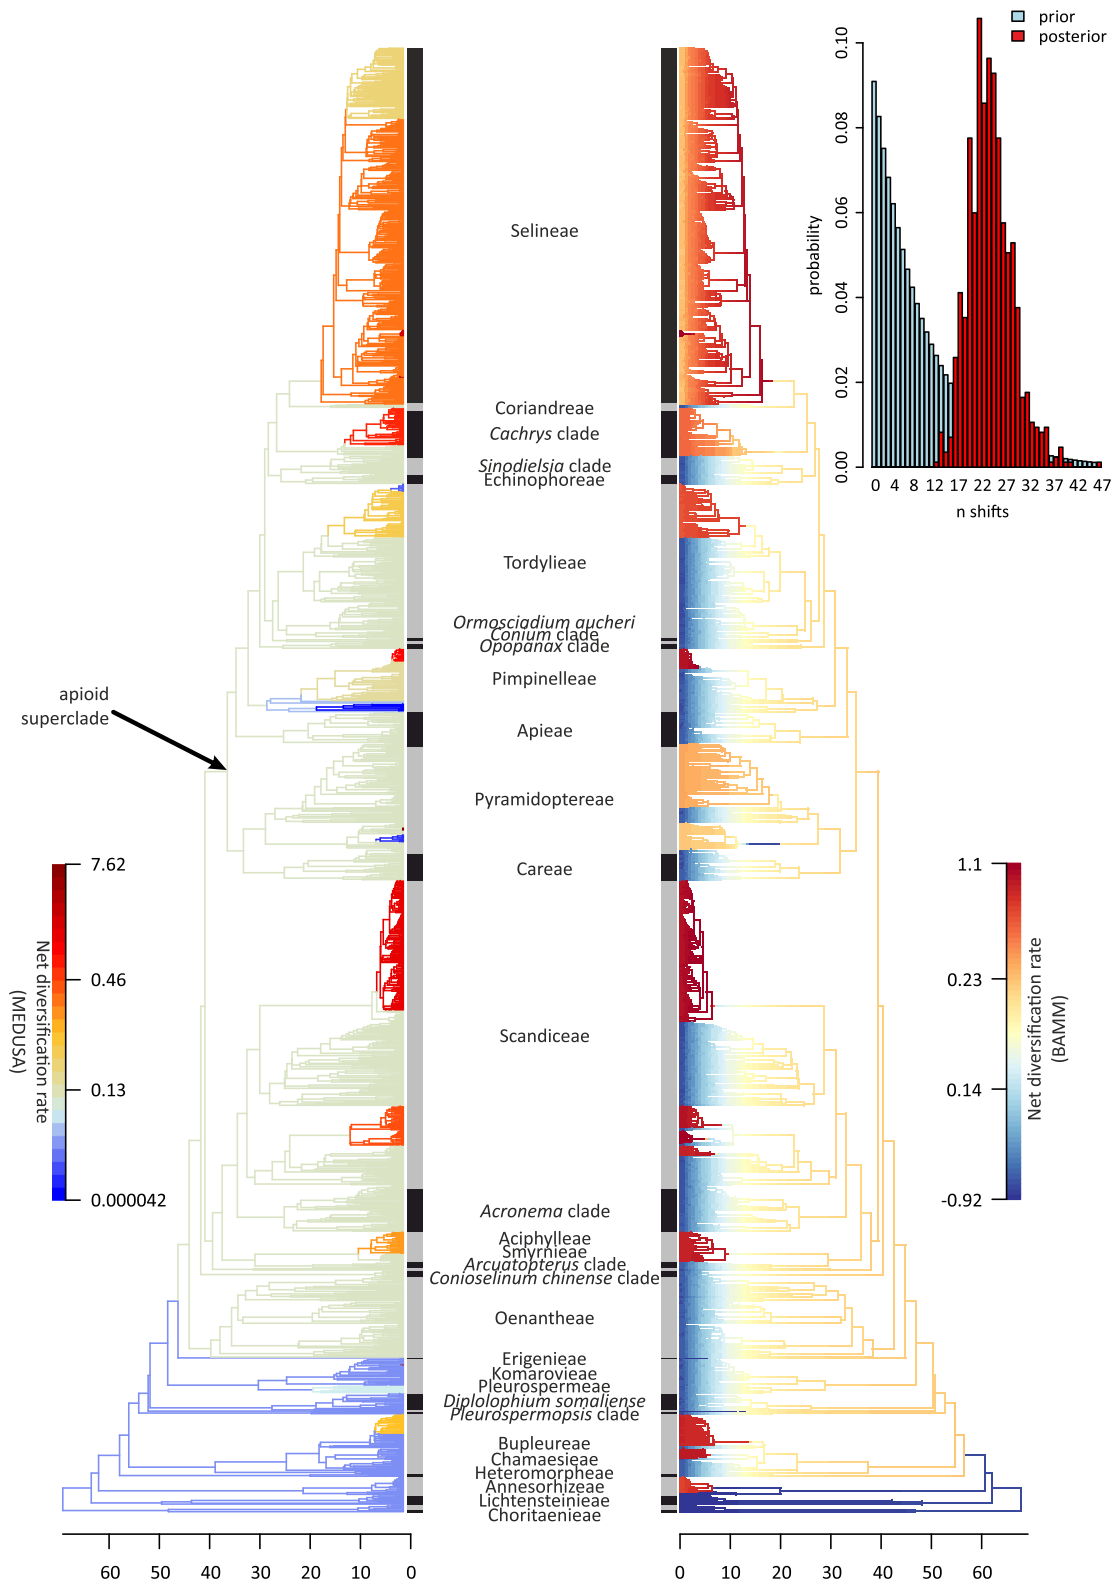 prior
posterior
0.10
0.08
0.06
0.04
0.02
0.00
probability
0 4 8 12 17 22 27 32 37 42 47
n shifts
Selineae
Coriandreae
Cachrys clade
Sinodielsia clade
Echinophoreae
Tordylieae
Ormosciadium aucheri
Conium clade
Opopanax clade
Pimpinelleae
apioid
superclade
Apieae
Pyramidoptereae
Careae
Scandiceae
Acronema clade
Aciphylleae
Smyrnieae
Arcuatopterus clade
Conioselinum chinense clade
Oenantheae
Erigenieae
Komarovieae
Pleurospermeae
Diplolophium somaliense
Pleurospermopsis clade
Bupleureae
Chamaesieae
Heteromorpheae
Annesorhizeae
Lichtensteinieae
Choritaenieae
7.62
0.46
0.13
0.000042
Net diversification rate
(MEDUSA)
1.1
0.23
0.14
-0.92
Net diversification rate
(BAMM)
60 50 40 30 20 10 0
0 10 20 30 40 50 60